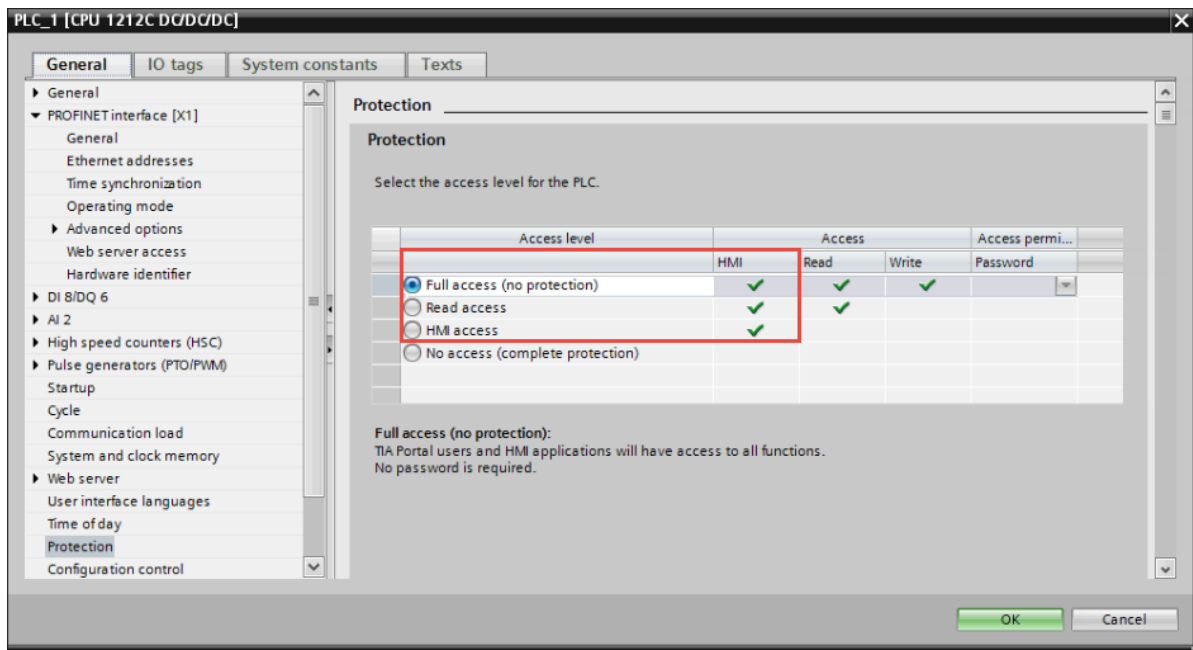 PLC_1 [CPU 1212C DC/DC/DC]
General IO tags System constants Texts
General
PROFINET interface [X1]
General
Ethernet addresses
Time synchronization
Operating mode
Advanced options
Web server access
Hardware identifier
DI 8/DQ 6
AI 2
High speed counters (HSC)
Pulse generators (PTO/PWM)
Startup
Cycle
Communication load
System and clock memory
Web server
User interface languages
Time of day
Protection
Configuration control
Protection
Protection
Select the access level for the PLC.
Access level Access Access permi...
HMI Read Write Password
Full access (no protection)
Read access
HMI access
No access (complete protection)
Full access (no protection):
TIA Portal users and HMI applications will have access to all functions.
No password is required.
OK Cancel